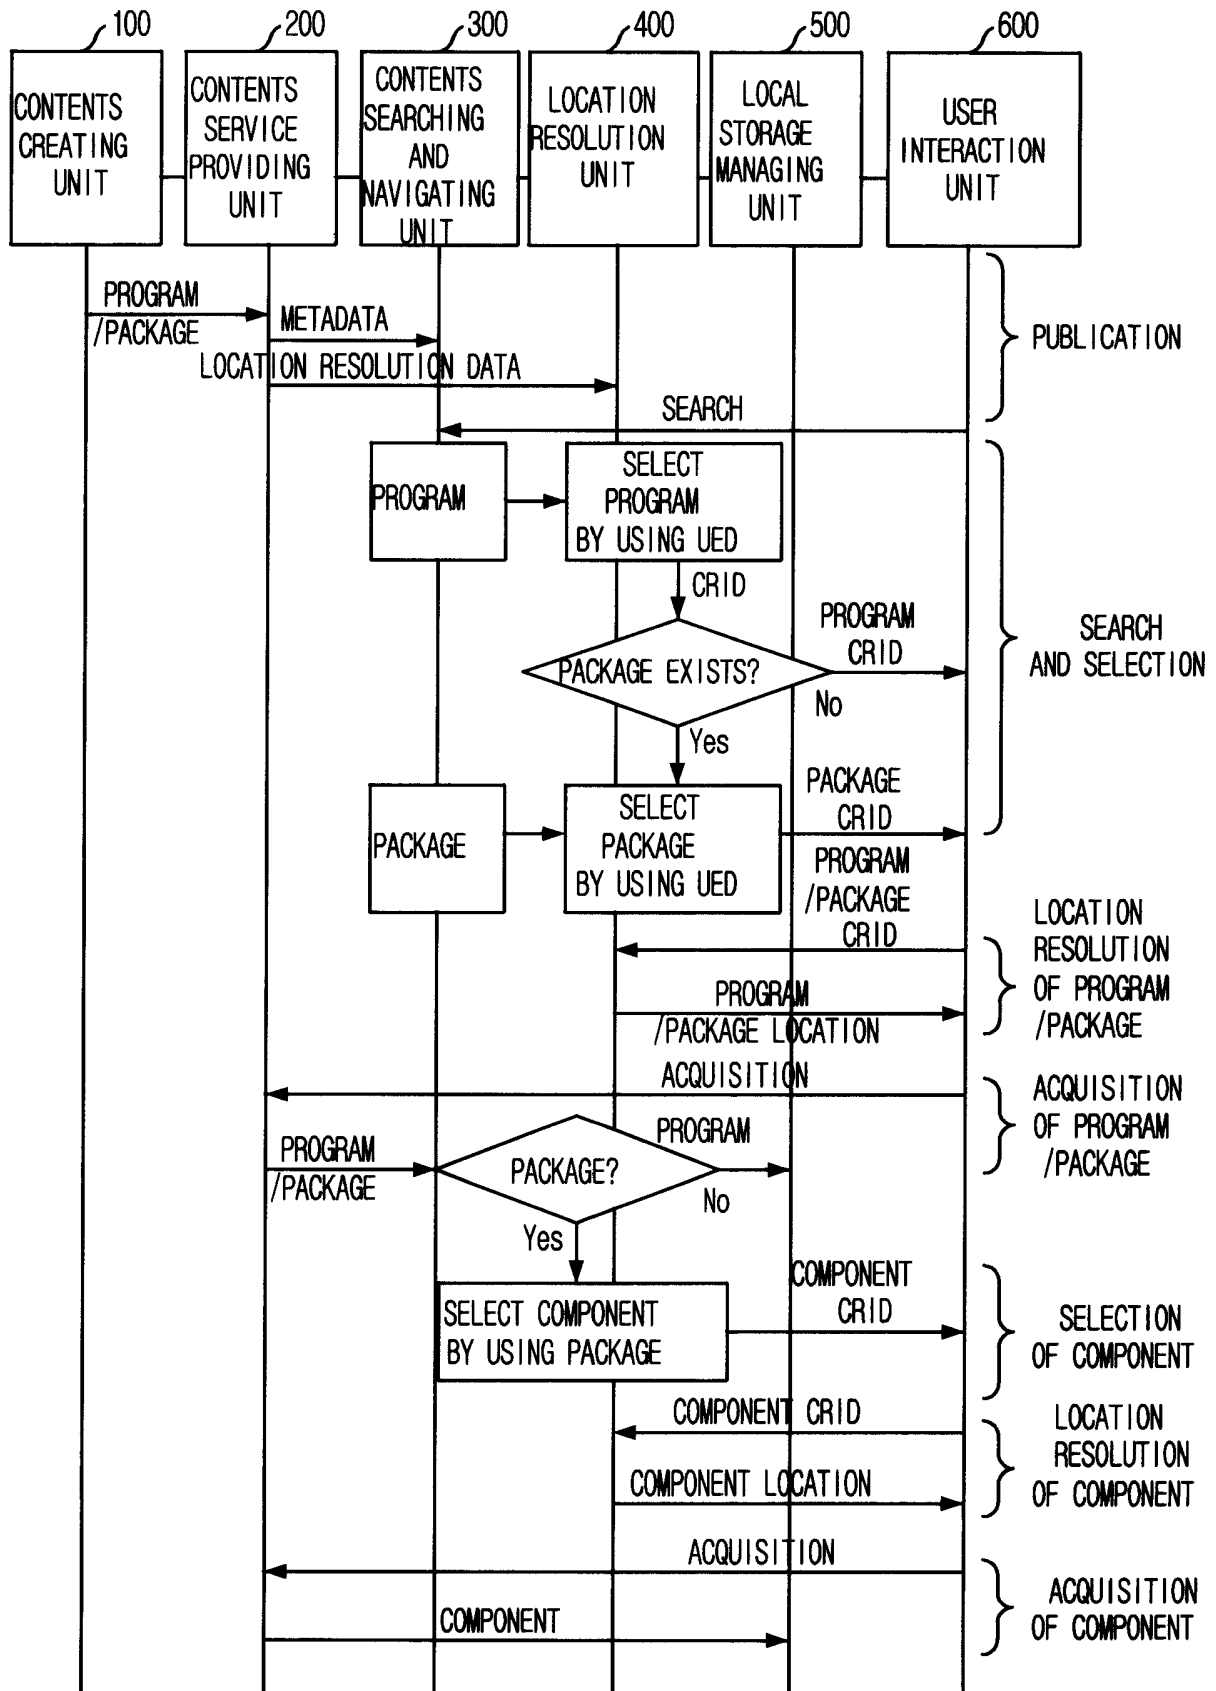 100
200
300
400
500
600
CONTENTS
CREATING
UNIT
CONTENTS
SERVICE
PROVIDING
UNIT
CONTENTS
SEARCHING
AND
NAVIGATING
UNIT
LOCATION
RESOLUTION
UNIT
LOCAL
STORAGE
MANAGING
UNIT
USER
INTERACTION
UNIT
PROGRAM
/PACKAGE
METADATA
LOCATION RESOLUTION DATA
PUBLICATION
SEARCH
PROGRAM
SELECT
PROGRAM
BY USING UED
CRID
PACKAGE EXISTS?
PROGRAM
CRID
No
Yes
SEARCH
AND SELECTION
PACKAGE
SELECT
PACKAGE
BY USING UED
PACKAGE
CRID
PROGRAM
/PACKAGE
CRID
LOCATION
RESOLUTION
OF PROGRAM
/PACKAGE
PROGRAM
/PACKAGE LOCATION
ACQUISITION
ACQUISITION
OF PROGRAM
/PACKAGE
PROGRAM
/PACKAGE
PACKAGE?
PROGRAM
No
Yes
SELECT COMPONENT
BY USING PACKAGE
COMPONENT
CRID
SELECTION
OF COMPONENT
COMPONENT CRID
LOCATION
RESOLUTION
OF COMPONENT
COMPONENT LOCATION
ACQUISITION
ACQUISITION
OF COMPONENT
COMPONENT